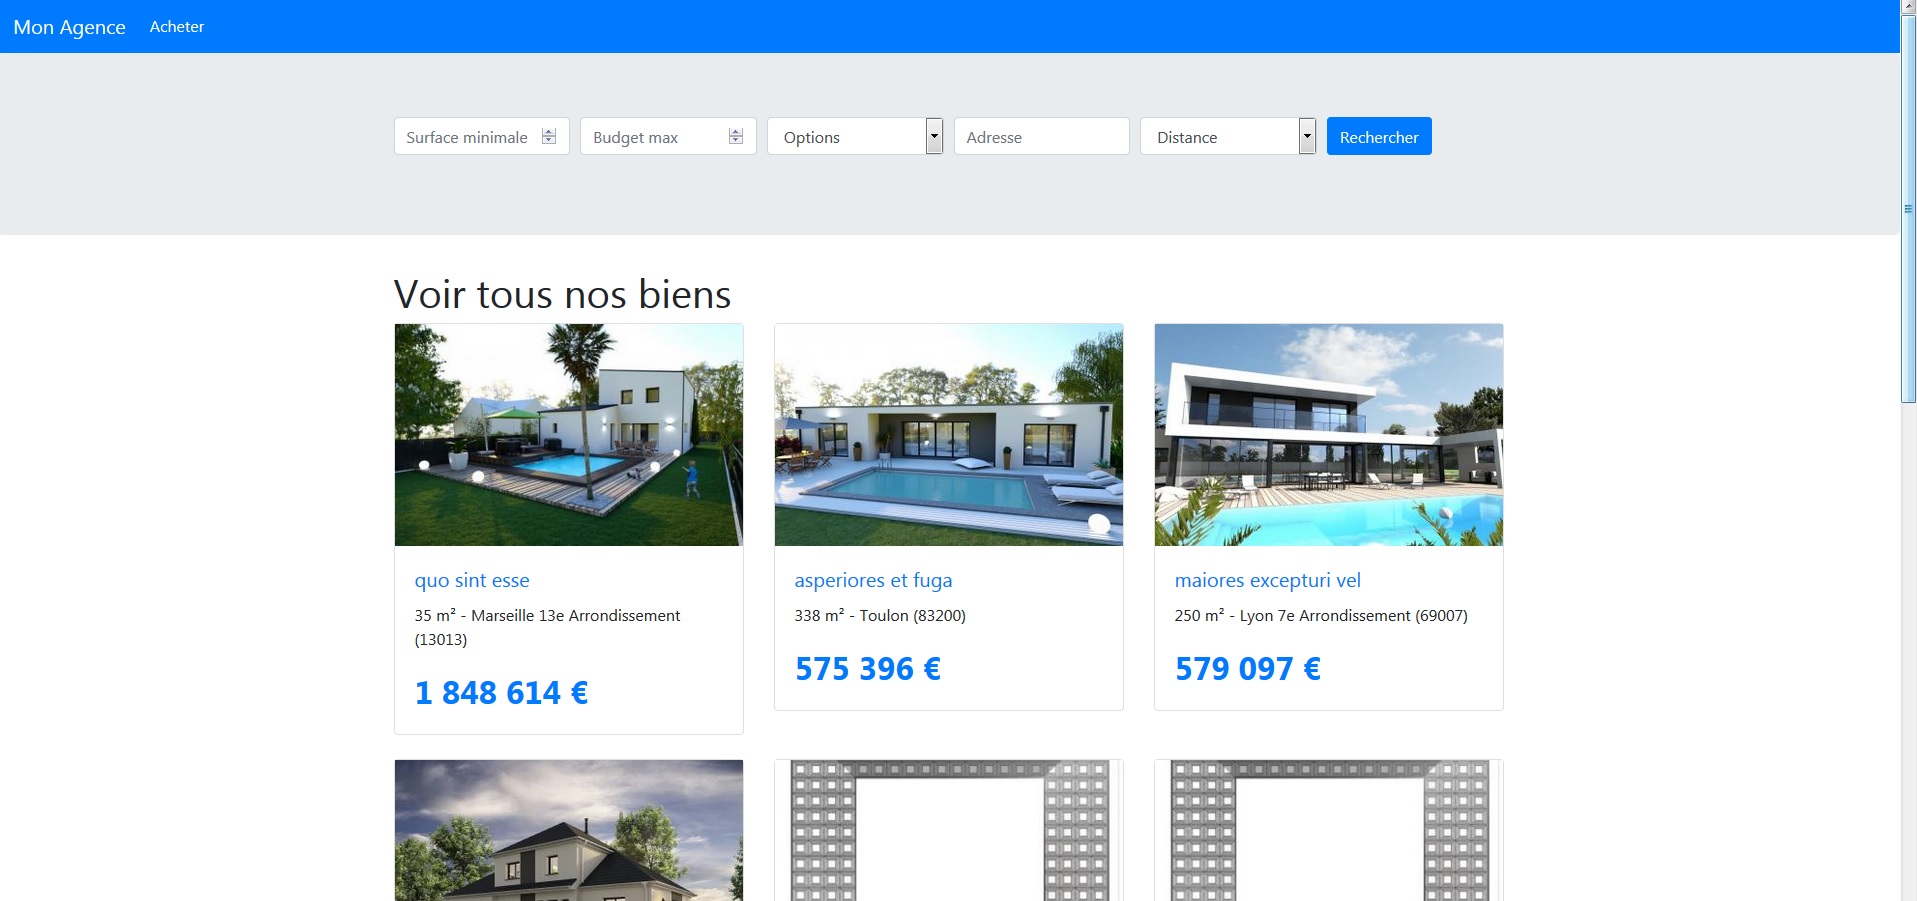 Mon Agence Acheter
Surface minimale Budget max Options Adresse Distance Rechercher
Voir tous nos biens
quo sint esse
35 m² - Marseille 13e Arrondissement
(13013)
1 848 614 €
asperiores et fuga
338 m² - Toulon (83200)
575 396 €
maiores excepturi vel
250 m² - Lyon 7e Arrondissement (69007)
579 097 €